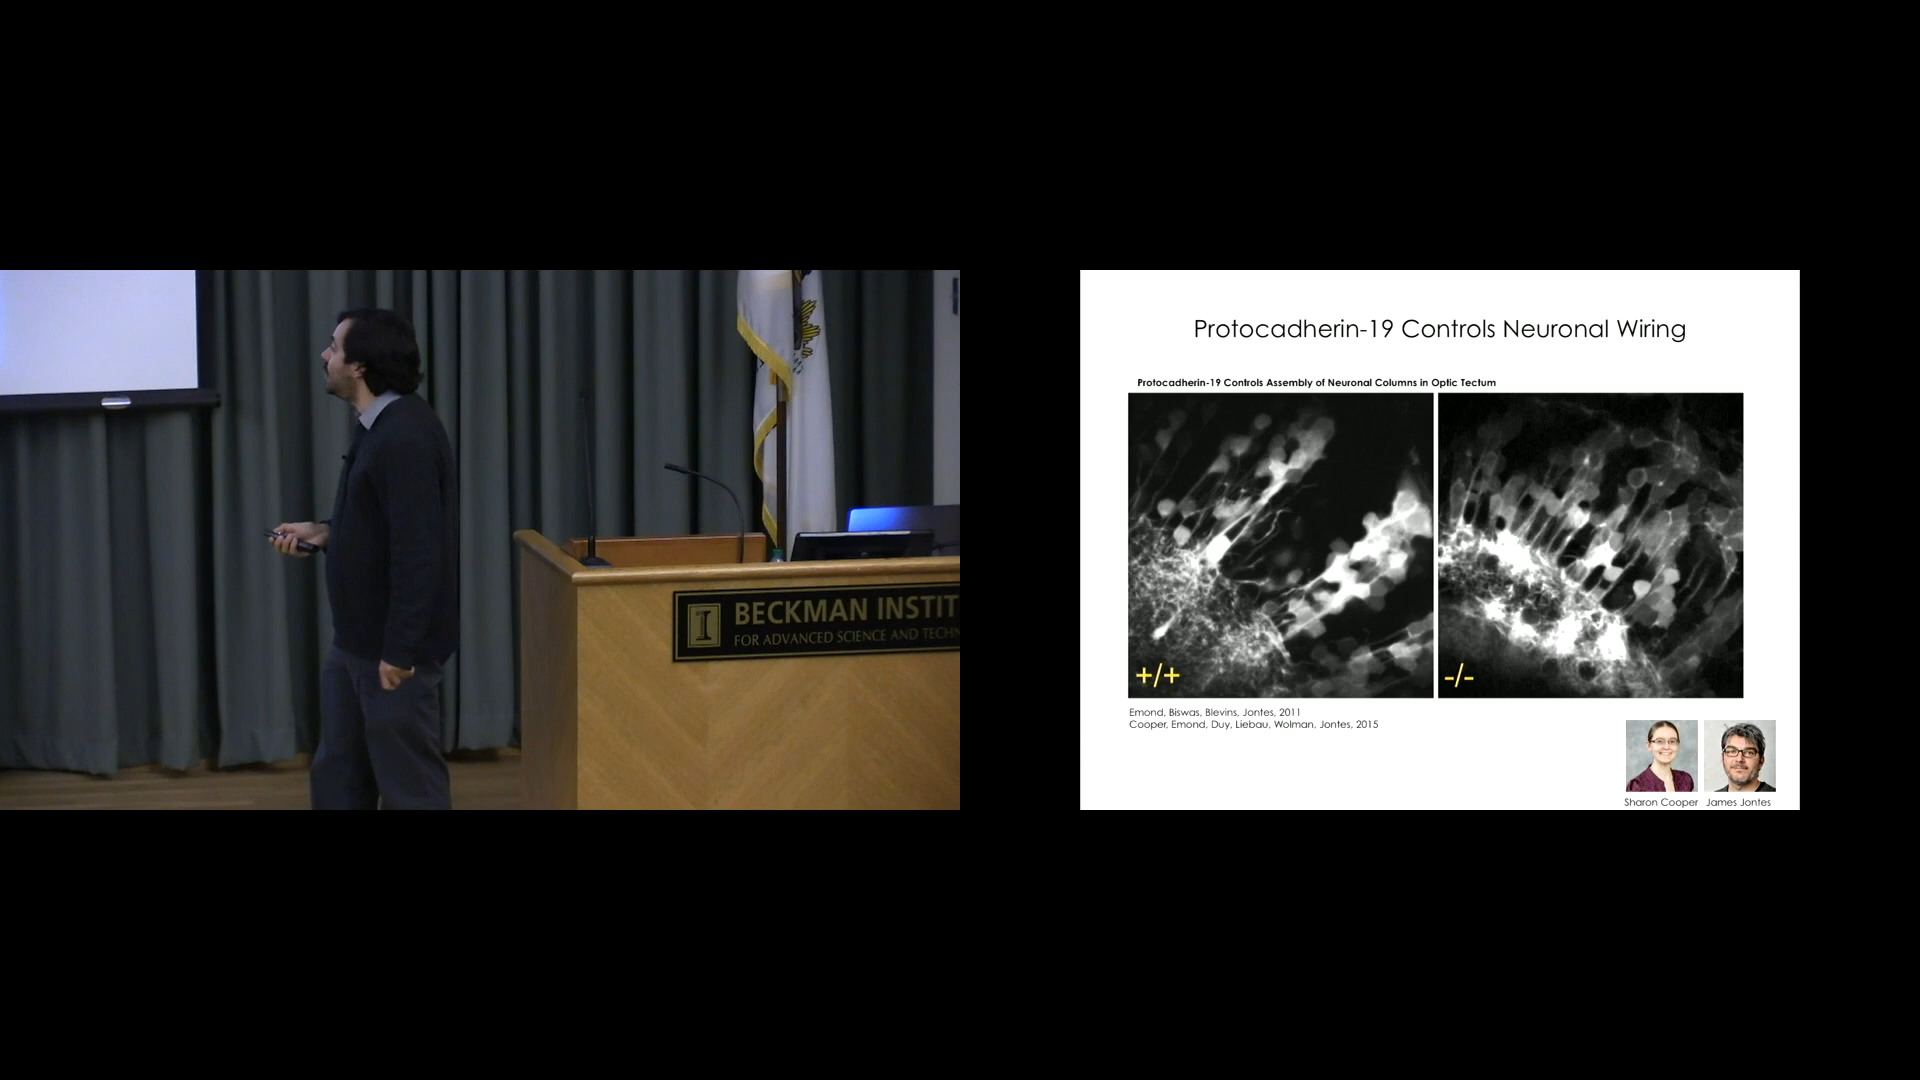 BECKMAN INSTIT
FOR ADVANCED SCIENCE AND TECHN
Protocadherin-19 Controls Neuronal Wiring
Protocadherin-19 Controls Assembly of Neuronal Columns in Optic Tectum
+/+
-/-
Emond, Biswas, Blevins, Jontes, 2011
Cooper, Emond, Duy, Liebau, Wolman, Jontes, 2015
Sharon Cooper
James Jontes